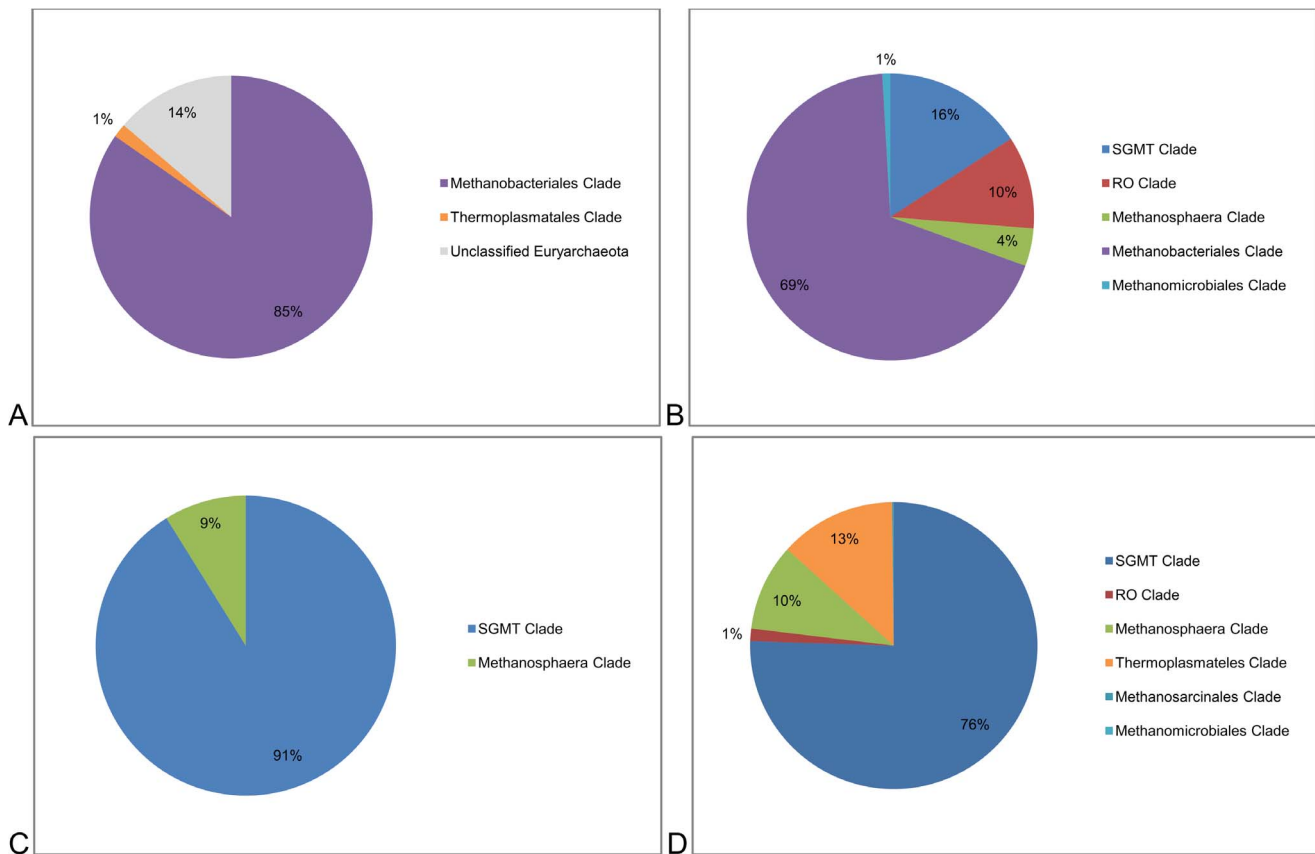 1%
14%
85%
Methanobacteriales Clade
Thermoplasmatales Clade
Unclassified Euryarchaeota
A
1%
16%
10%
4%
69%
SGMT Clade
RO Clade
Methanosphaera Clade
Methanobacteriales Clade
Methanomicrobiales Clade
B
9%
91%
SGMT Clade
Methanosphaera Clade
C
13%
10%
1%
76%
SGMT Clade
RO Clade
Methanosphaera Clade
Thermoplasmateles Clade
Methanosarcinales Clade
Methanomicrobiales Clade
D